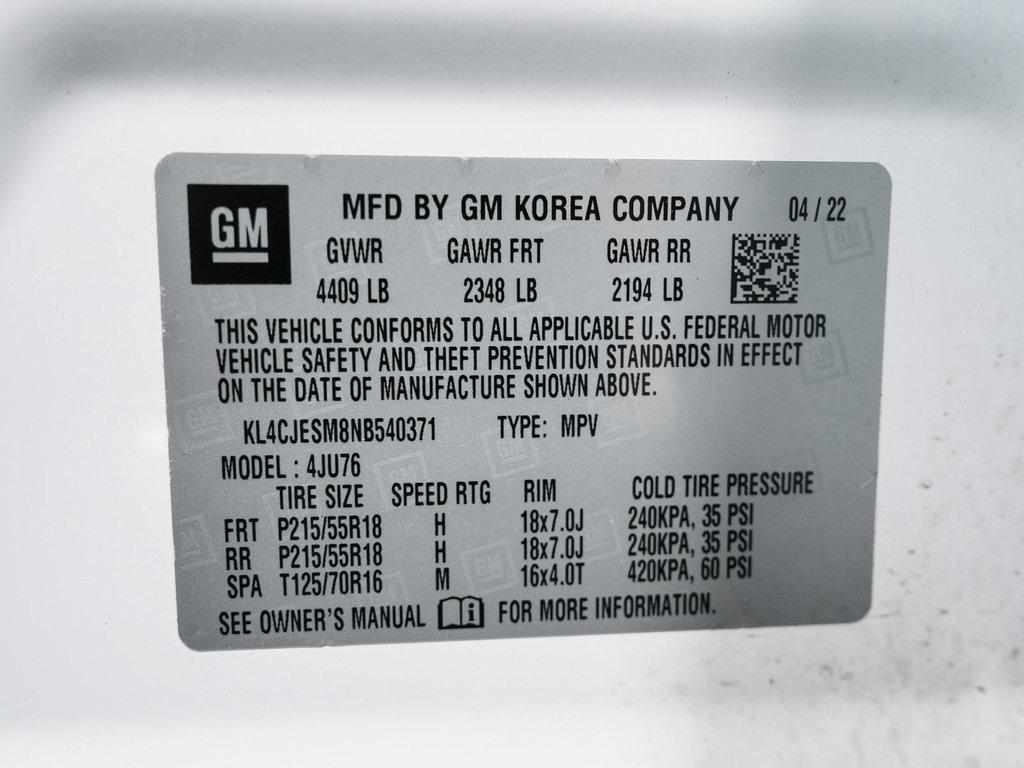 GM MFD BY GM KOREA COMPANY 04 / 22
GVWR GAWR FRT GAWR RR
4409 LB 2348 LB 2194 LB
THIS VEHICLE CONFORMS TO ALL APPLICABLE U.S. FEDERAL MOTOR
VEHICLE SAFETY AND THEFT PREVENTION STANDARDS IN EFFECT
ON THE DATE OF MANUFACTURE SHOWN ABOVE.
KL4CJESM8NB540371 TYPE: MPV
MODEL : 4JU76
TIRE SIZE SPEED RTG RIM COLD TIRE PRESSURE
FRT P215/55R18 H 18x7.0J 240KPA, 35 PSI
RR P215/55R18 H 18x7.0J 240KPA, 35 PSI
SPA T125/70R16 M 16x4.0T 420KPA, 60 PSI
SEE OWNER'S MANUAL i FOR MORE INFORMATION.